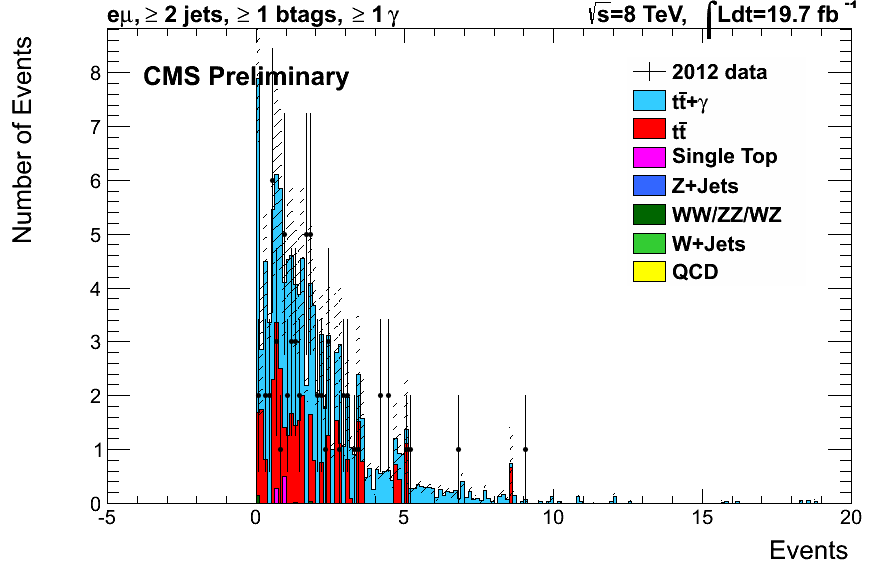 eμ, ≥ 2 jets, ≥ 1 btags, ≥ 1 γ
√s=8 TeV, ∫Ldt=19.7 fb⁻¹
Number of Events
CMS Preliminary
2012 data
tt̄+γ
tt̄
Single Top
Z+Jets
WW/ZZ/WZ
W+Jets
QCD
8
7
6
5
4
3
2
1
0
-5 0 5 10 15 20
Events